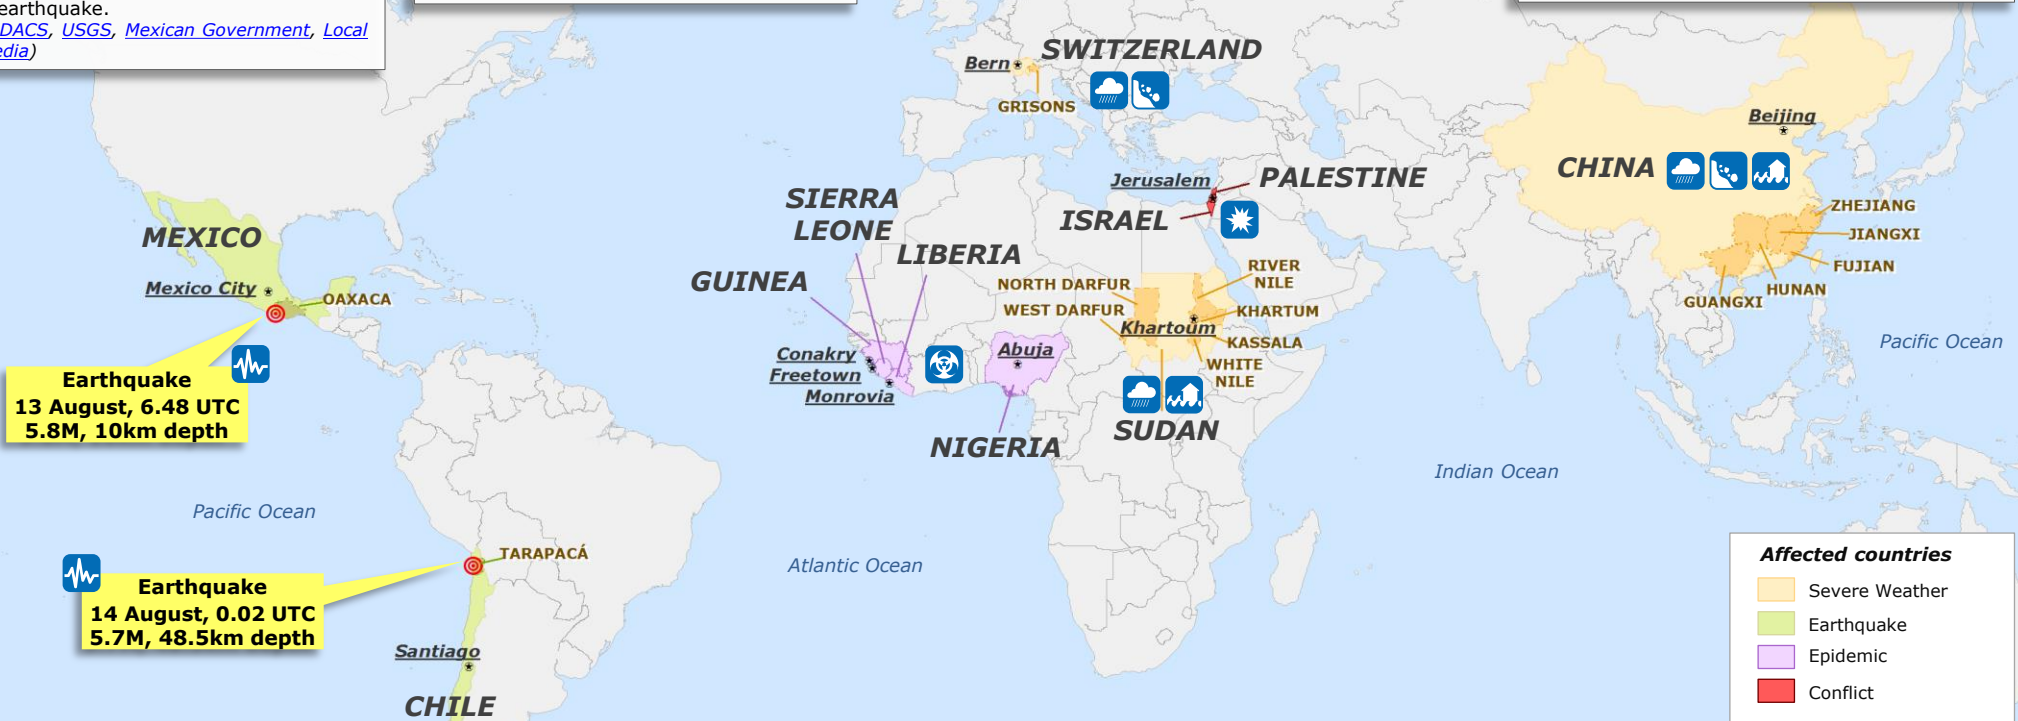 earthquake.
DACS, USGS, Mexican Government, Local
edia)
SWITZERLAND
Bern
GRISONS
Beijing
CHINA
ZHEJIANG
JIANGXI
FUJIAN
HUNAN
GUANGXI
Jerusalem
PALESTINE
ISRAEL
SIERRA
LEONE
LIBERIA
GUINEA
MEXICO
Mexico City
OAXACA
NORTH DARFUR
WEST DARFUR
RIVER
NILE
KHARTUM
Khartoum
KASSALA
WHITE
NILE
SUDAN
Conakry
Freetown
Monrovia
Abuja
NIGERIA
Pacific Ocean
Earthquake
13 August, 6.48 UTC
5.8M, 10km depth
Indian Ocean
Pacific Ocean
Atlantic Ocean
TARAPACÁ
Earthquake
14 August, 0.02 UTC
5.7M, 48.5km depth
Santiago
CHILE
Affected countries
Severe Weather
Earthquake
Epidemic
Conflict